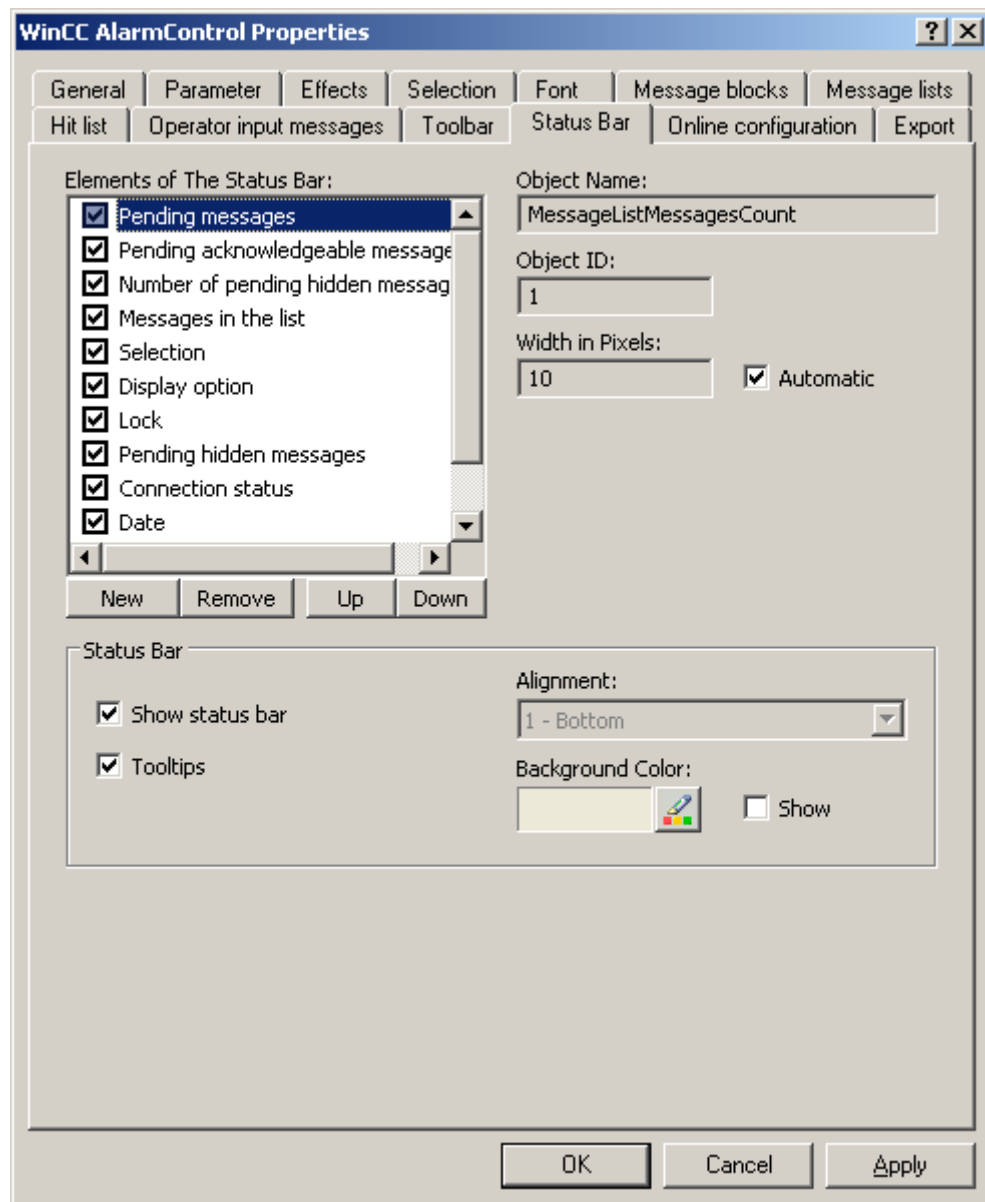 WinCC AlarmControl Properties
General Parameter Effects Selection Font Message blocks Message lists
Hit list Operator input messages Toolbar Status Bar Online configuration Export
Elements of The Status Bar:
Pending messages
Pending acknowledgeable message
Number of pending hidden messag
Messages in the list
Selection
Display option
Lock
Pending hidden messages
Connection status
Date
New Remove Up Down
Object Name:
MessageListMessagesCount
Object ID:
1
Width in Pixels:
10 Automatic
Status Bar
Show status bar
Tooltips
Alignment:
1 - Bottom
Background Color:
Show
OK Cancel Apply